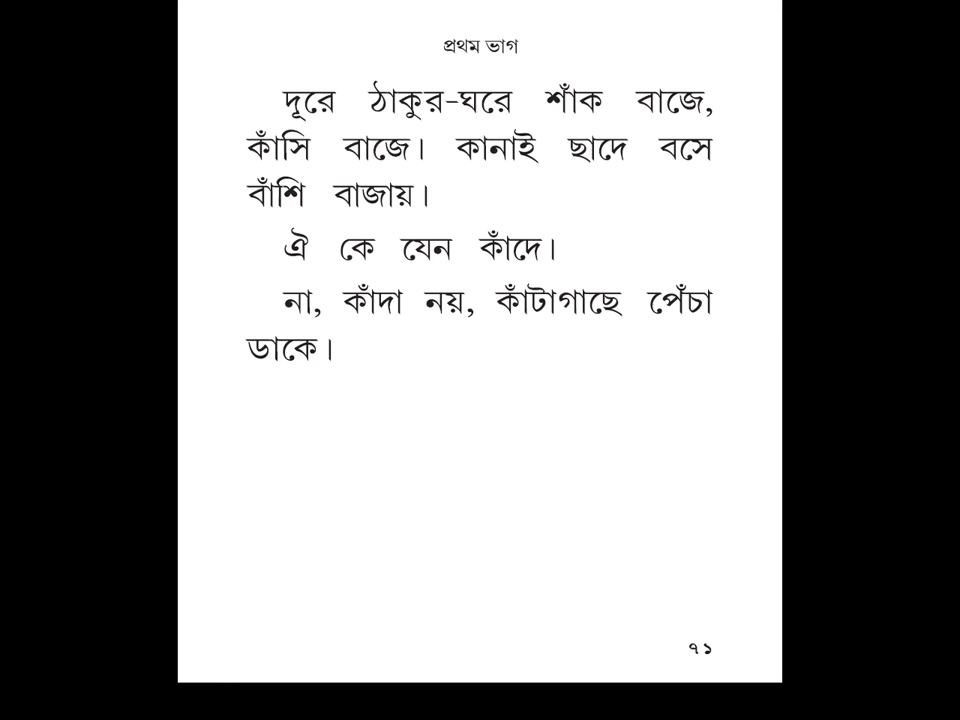 প্রথম ভাগ
দূরে ঠাকুর-ঘরে শাঁক বাজে,
কাঁসি বাজে। কানাই ছাদে বসে
বাঁশি বাজায়।
ঐ কে যেন কাঁদে।
না, কাঁদা নয়, কাঁটাগাছে পেঁচা
ডাকে।
৭১